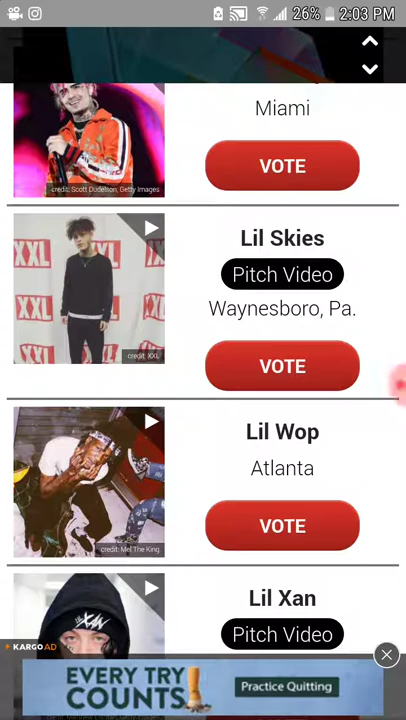 26% 2:03 PM
credit: Scott Dudelson, Getty Images
Miami
VOTE
XXL
Lil Skies
Pitch Video
Waynesboro, Pa.
credit: XXL
VOTE
Lil Wop
Atlanta
credit: Mel The King
VOTE
Lil Xan
Pitch Video
XAN
KARGO AD
EVERY TRY
COUNTS
Practice Quitting